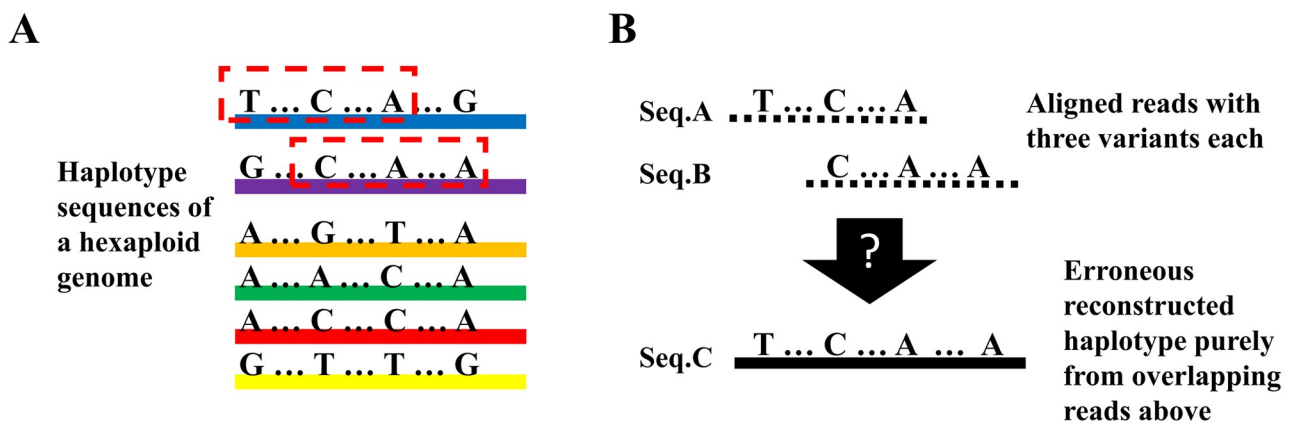 A
T ... C ... A ... G
G ... C ... A ... A
A ... G ... T ... A
A ... A ... C ... A
A ... C ... C ... A
G ... T ... T ... G
Haplotype
sequences of
a hexaploid
genome
B
Seq.A
T ... C ... A
Aligned reads with
three variants each
Seq.B
C ... A ... A
?
Seq.C
T ... C ... A ... A
Erroneous
reconstructed
haplotype purely
from overlapping
reads above